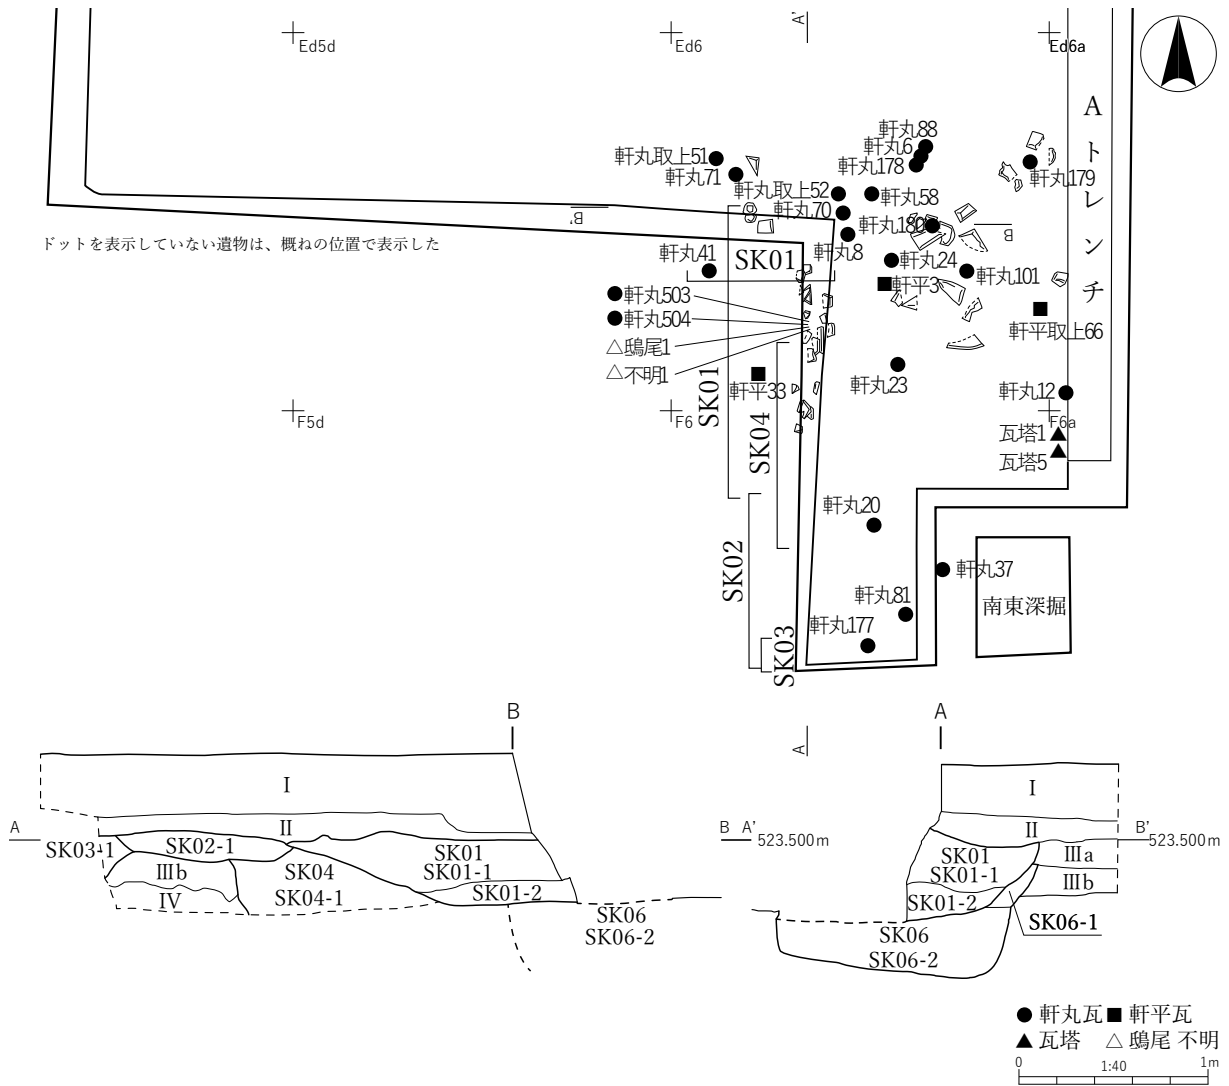 A'
Ed5d
Ed6
Ed6a
Aトレンチ
軒丸88
軒丸6
軒丸178
軒丸取上51
軒丸71
軒丸179
軒丸取上52
軒丸58
軒丸70
軒丸180
B'
B
ドットを表示していない遺物は、概ねの位置で表示した
軒丸41
SK01
軒丸8
軒丸24
軒丸101
軒丸503
軒平3
軒丸504
軒平取上66
鴟尾1
不明1
軒丸23
軒平33
軒丸12
SK01
SK04
F5d
F6
F6a
瓦塔1
瓦塔5
軒丸20
SK02
軒丸37
軒丸81
南東深掘
軒丸177
SK03
B
A
A
I
I
II
II
A
B
A'
523.500m
B'
523.500m
SK03-1
SK02-1
SK01
SK01-1
SK01
SK01-1
IIIa
IIIb
SK04
IIIb
IV
SK04-1
SK01-2
SK01-2
SK06
SK06-2
SK06-1
SK06
SK06-2
軒丸瓦 軒平瓦
瓦塔 鴟尾 不明
0 1:40 1m